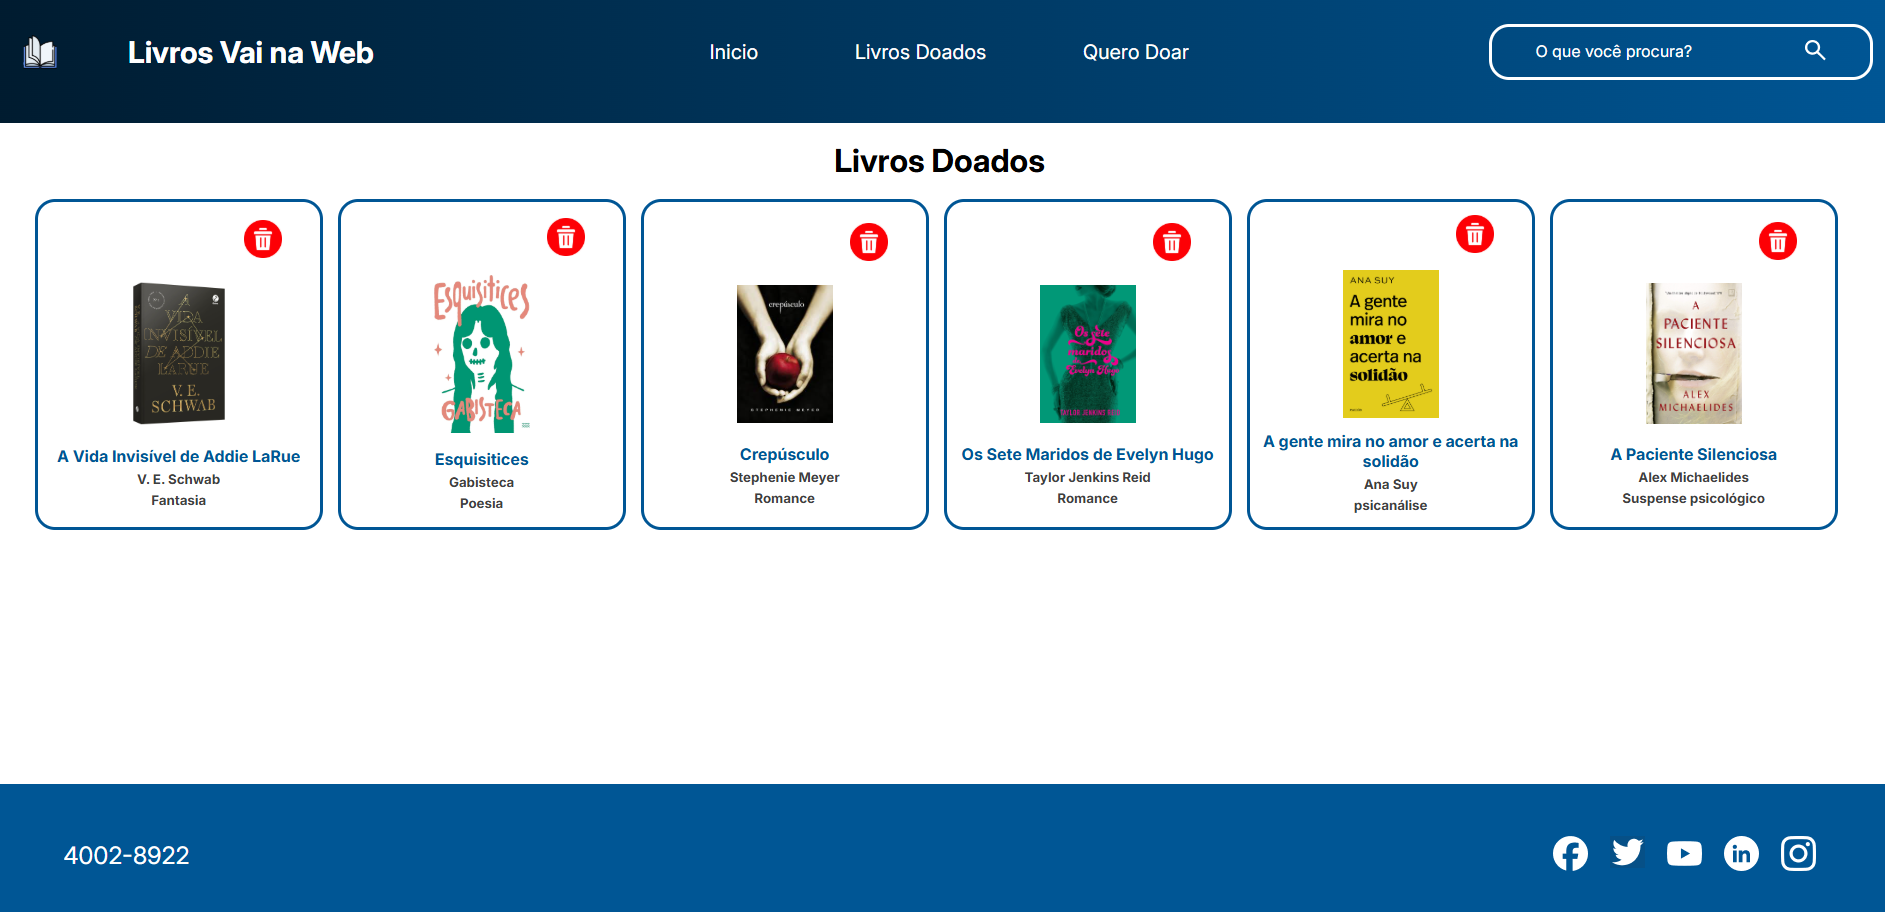 Livros Vai na Web
Inicio
Livros Doados
Quero Doar
O que você procura?
Livros Doados
A
VIDA
INVISÍVEL
DE ADDIE
LARUE
V. E.
SCHWAB
A Vida Invisível de Addie LaRue
V. E. Schwab
Fantasia
Esquisitices
GABISTECA
Esquisitices
Gabisteca
Poesia
crepúsculo
STEPHENIE MEYER
Crepúsculo
Stephenie Meyer
Romance
Os sete
maridos
de
Evelyn Hugo
TAYLOR JENKINS REID
Os Sete Maridos de Evelyn Hugo
Taylor Jenkins Reid
Romance
ANA SUY
A gente
mira no
amor e
acerta na
solidão
A gente mira no amor e acerta na
solidão
Ana Suy
psicanálise
A
PACIENTE
SILENCIOSA
ALEX
MICHAELIDES
A Paciente Silenciosa
Alex Michaelides
Suspense psicológico
4002-8922